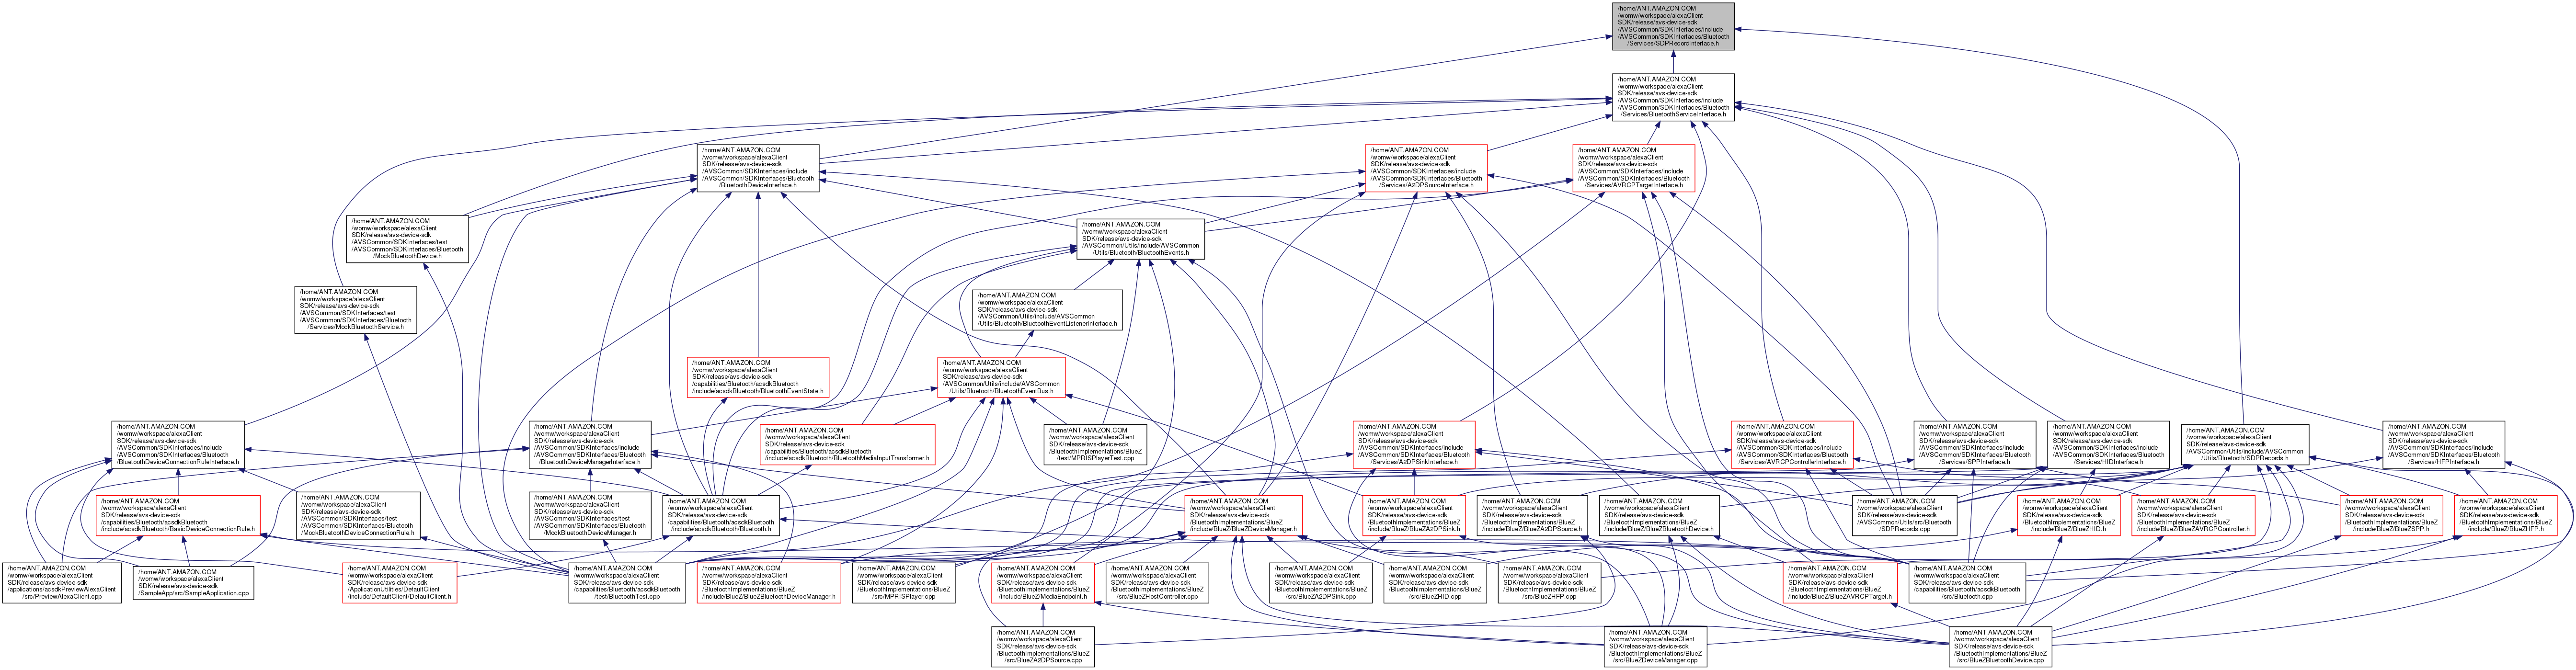 /home/ANT.AMAZON.COM
/womw/workspace/alexaClient
SDK/release/avs-device-sdk
/AVSCommon/SDKInterfaces/include
/AVSCommon/SDKInterfaces/Bluetooth
/Services/SDPRecordInterface.h
/home/ANT.AMAZON.COM
/womw/workspace/alexaClient
SDK/release/avs-device-sdk
/AVSCommon/SDKInterfaces/include
/AVSCommon/SDKInterfaces/Bluetooth
/Services/BluetoothServiceInterface.h
/home/ANT.AMAZON.COM
/womw/workspace/alexaClient
SDK/release/avs-device-sdk
/AVSCommon/SDKInterfaces/include
/AVSCommon/SDKInterfaces/Bluetooth
/BluetoothDeviceInterface.h
/home/ANT.AMAZON.COM
/womw/workspace/alexaClient
SDK/release/avs-device-sdk
/AVSCommon/SDKInterfaces/include
/AVSCommon/SDKInterfaces/Bluetooth
/Services/A2DPSourceInterface.h
/home/ANT.AMAZON.COM
/womw/workspace/alexaClient
SDK/release/avs-device-sdk
/AVSCommon/SDKInterfaces/include
/AVSCommon/SDKInterfaces/Bluetooth
/Services/AVRCPTargetInterface.h
/home/ANT.AMAZON.COM
/womw/workspace/alexaClient
SDK/release/avs-device-sdk
/AVSCommon/SDKInterfaces/test
/AVSCommon/SDKInterfaces/Bluetooth
/MockBluetoothDevice.h
/home/ANT.AMAZON.COM
/womw/workspace/alexaClient
SDK/release/avs-device-sdk
/AVSCommon/Utils/include/AVSCommon
/Utils/Bluetooth/BluetoothEvents.h
/home/ANT.AMAZON.COM
/womw/workspace/alexaClient
SDK/release/avs-device-sdk
/AVSCommon/SDKInterfaces/test
/AVSCommon/SDKInterfaces/Bluetooth
/Services/MockBluetoothService.h
/home/ANT.AMAZON.COM
/womw/workspace/alexaClient
SDK/release/avs-device-sdk
/AVSCommon/Utils/include/AVSCommon
/Utils/Bluetooth/BluetoothEventListenerInterface.h
/home/ANT.AMAZON.COM
/womw/workspace/alexaClient
SDK/release/avs-device-sdk
/capabilities/Bluetooth/acsdkBluetooth
/include/acsdkBluetooth/BluetoothEventState.h
/home/ANT.AMAZON.COM
/womw/workspace/alexaClient
SDK/release/avs-device-sdk
/AVSCommon/Utils/include/AVSCommon
/Utils/Bluetooth/BluetoothEventBus.h
/home/ANT.AMAZON.COM
/womw/workspace/alexaClient
SDK/release/avs-device-sdk
/AVSCommon/SDKInterfaces/include
/AVSCommon/SDKInterfaces/Bluetooth
/BluetoothDeviceConnectionRuleInterface.h
/home/ANT.AMAZON.COM
/womw/workspace/alexaClient
SDK/release/avs-device-sdk
/AVSCommon/SDKInterfaces/include
/AVSCommon/SDKInterfaces/Bluetooth
/BluetoothDeviceManagerInterface.h
/home/ANT.AMAZON.COM
/womw/workspace/alexaClient
SDK/release/avs-device-sdk
/capabilities/Bluetooth/acsdkBluetooth
/include/acsdkBluetooth/BluetoothMediaInputTransformer.h
/home/ANT.AMAZON.COM
/womw/workspace/alexaClient
SDK/release/avs-device-sdk
/BluetoothImplementations/BlueZ
/test/MPRISPlayerTest.cpp
/home/ANT.AMAZON.COM
/womw/workspace/alexaClient
SDK/release/avs-device-sdk
/AVSCommon/SDKInterfaces/include
/AVSCommon/SDKInterfaces/Bluetooth
/Services/A2DPSinkInterface.h
/home/ANT.AMAZON.COM
/womw/workspace/alexaClient
SDK/release/avs-device-sdk
/AVSCommon/SDKInterfaces/include
/AVSCommon/SDKInterfaces/Bluetooth
/Services/AVRCPControllerInterface.h
/home/ANT.AMAZON.COM
/womw/workspace/alexaClient
SDK/release/avs-device-sdk
/AVSCommon/SDKInterfaces/include
/AVSCommon/SDKInterfaces/Bluetooth
/Services/SPPInterface.h
/home/ANT.AMAZON.COM
/womw/workspace/alexaClient
SDK/release/avs-device-sdk
/AVSCommon/SDKInterfaces/include
/AVSCommon/SDKInterfaces/Bluetooth
/Services/HIDInterface.h
/home/ANT.AMAZON.COM
/womw/workspace/alexaClient
SDK/release/avs-device-sdk
/AVSCommon/Utils/include/AVSCommon
/Utils/Bluetooth/SDPRecords.h
/home/ANT.AMAZON.COM
/womw/workspace/alexaClient
SDK/release/avs-device-sdk
/AVSCommon/SDKInterfaces/include
/AVSCommon/SDKInterfaces/Bluetooth
/Services/HFPInterface.h
/home/ANT.AMAZON.COM
/womw/workspace/alexaClient
SDK/release/avs-device-sdk
/capabilities/Bluetooth/acsdkBluetooth
/include/acsdkBluetooth/BasicDeviceConnectionRule.h
/home/ANT.AMAZON.COM
/womw/workspace/alexaClient
SDK/release/avs-device-sdk
/AVSCommon/SDKInterfaces/test
/AVSCommon/SDKInterfaces/Bluetooth
/MockBluetoothDeviceConnectionRule.h
/home/ANT.AMAZON.COM
/womw/workspace/alexaClient
SDK/release/avs-device-sdk
/AVSCommon/SDKInterfaces/test
/AVSCommon/SDKInterfaces/Bluetooth
/MockBluetoothDeviceManager.h
/home/ANT.AMAZON.COM
/womw/workspace/alexaClient
SDK/release/avs-device-sdk
/capabilities/Bluetooth/acsdkBluetooth
/include/acsdkBluetooth/Bluetooth.h
/home/ANT.AMAZON.COM
/womw/workspace/alexaClient
SDK/release/avs-device-sdk
/BluetoothImplementations/BlueZ
/include/BlueZ/BlueZDeviceManager.h
/home/ANT.AMAZON.COM
/womw/workspace/alexaClient
SDK/release/avs-device-sdk
/BluetoothImplementations/BlueZ
/include/BlueZ/BlueZA2DPSink.h
/home/ANT.AMAZON.COM
/womw/workspace/alexaClient
SDK/release/avs-device-sdk
/BluetoothImplementations/BlueZ
/include/BlueZ/BlueZA2DPSource.h
/home/ANT.AMAZON.COM
/womw/workspace/alexaClient
SDK/release/avs-device-sdk
/BluetoothImplementations/BlueZ
/include/BlueZ/BlueZBluetoothDevice.h
/home/ANT.AMAZON.COM
/womw/workspace/alexaClient
SDK/release/avs-device-sdk
/AVSCommon/Utils/src/Bluetooth
/SDPRecords.cpp
/home/ANT.AMAZON.COM
/womw/workspace/alexaClient
SDK/release/avs-device-sdk
/BluetoothImplementations/BlueZ
/include/BlueZ/BlueZHID.h
/home/ANT.AMAZON.COM
/womw/workspace/alexaClient
SDK/release/avs-device-sdk
/BluetoothImplementations/BlueZ
/include/BlueZ/BlueZAVRCPController.h
/home/ANT.AMAZON.COM
/womw/workspace/alexaClient
SDK/release/avs-device-sdk
/BluetoothImplementations/BlueZ
/include/BlueZ/BlueZSPP.h
/home/ANT.AMAZON.COM
/womw/workspace/alexaClient
SDK/release/avs-device-sdk
/BluetoothImplementations/BlueZ
/include/BlueZ/BlueZHFP.h
/home/ANT.AMAZON.COM
/womw/workspace/alexaClient
SDK/release/avs-device-sdk
/applications/acsdkPreviewAlexaClient
/src/PreviewAlexaClient.cpp
/home/ANT.AMAZON.COM
/womw/workspace/alexaClient
SDK/release/avs-device-sdk
/SampleApp/src/SampleApplication.cpp
/home/ANT.AMAZON.COM
/womw/workspace/alexaClient
SDK/release/avs-device-sdk
/ApplicationUtilities/DefaultClient
/include/DefaultClient/DefaultClient.h
/home/ANT.AMAZON.COM
/womw/workspace/alexaClient
SDK/release/avs-device-sdk
/capabilities/Bluetooth/acsdkBluetooth
/test/BluetoothTest.cpp
/home/ANT.AMAZON.COM
/womw/workspace/alexaClient
SDK/release/avs-device-sdk
/BluetoothImplementations/BlueZ
/include/BlueZ/BlueZBluetoothDeviceManager.h
/home/ANT.AMAZON.COM
/womw/workspace/alexaClient
SDK/release/avs-device-sdk
/BluetoothImplementations/BlueZ
/src/MPRISPlayer.cpp
/home/ANT.AMAZON.COM
/womw/workspace/alexaClient
SDK/release/avs-device-sdk
/BluetoothImplementations/BlueZ
/include/BlueZ/MediaEndpoint.h
/home/ANT.AMAZON.COM
/womw/workspace/alexaClient
SDK/release/avs-device-sdk
/BluetoothImplementations/BlueZ
/src/BlueZHostController.cpp
/home/ANT.AMAZON.COM
/womw/workspace/alexaClient
SDK/release/avs-device-sdk
/BluetoothImplementations/BlueZ
/src/BlueZA2DPSink.cpp
/home/ANT.AMAZON.COM
/womw/workspace/alexaClient
SDK/release/avs-device-sdk
/BluetoothImplementations/BlueZ
/src/BlueZHID.cpp
/home/ANT.AMAZON.COM
/womw/workspace/alexaClient
SDK/release/avs-device-sdk
/BluetoothImplementations/BlueZ
/src/BlueZHFP.cpp
/home/ANT.AMAZON.COM
/womw/workspace/alexaClient
SDK/release/avs-device-sdk
/BluetoothImplementations/BlueZ
/include/BlueZ/BlueZAVRCPTarget.h
/home/ANT.AMAZON.COM
/womw/workspace/alexaClient
SDK/release/avs-device-sdk
/capabilities/Bluetooth/acsdkBluetooth
/src/Bluetooth.cpp
/home/ANT.AMAZON.COM
/womw/workspace/alexaClient
SDK/release/avs-device-sdk
/BluetoothImplementations/BlueZ
/src/BlueZA2DPSource.cpp
/home/ANT.AMAZON.COM
/womw/workspace/alexaClient
SDK/release/avs-device-sdk
/BluetoothImplementations/BlueZ
/src/BlueZDeviceManager.cpp
/home/ANT.AMAZON.COM
/womw/workspace/alexaClient
SDK/release/avs-device-sdk
/BluetoothImplementations/BlueZ
/src/BlueZBluetoothDevice.cpp